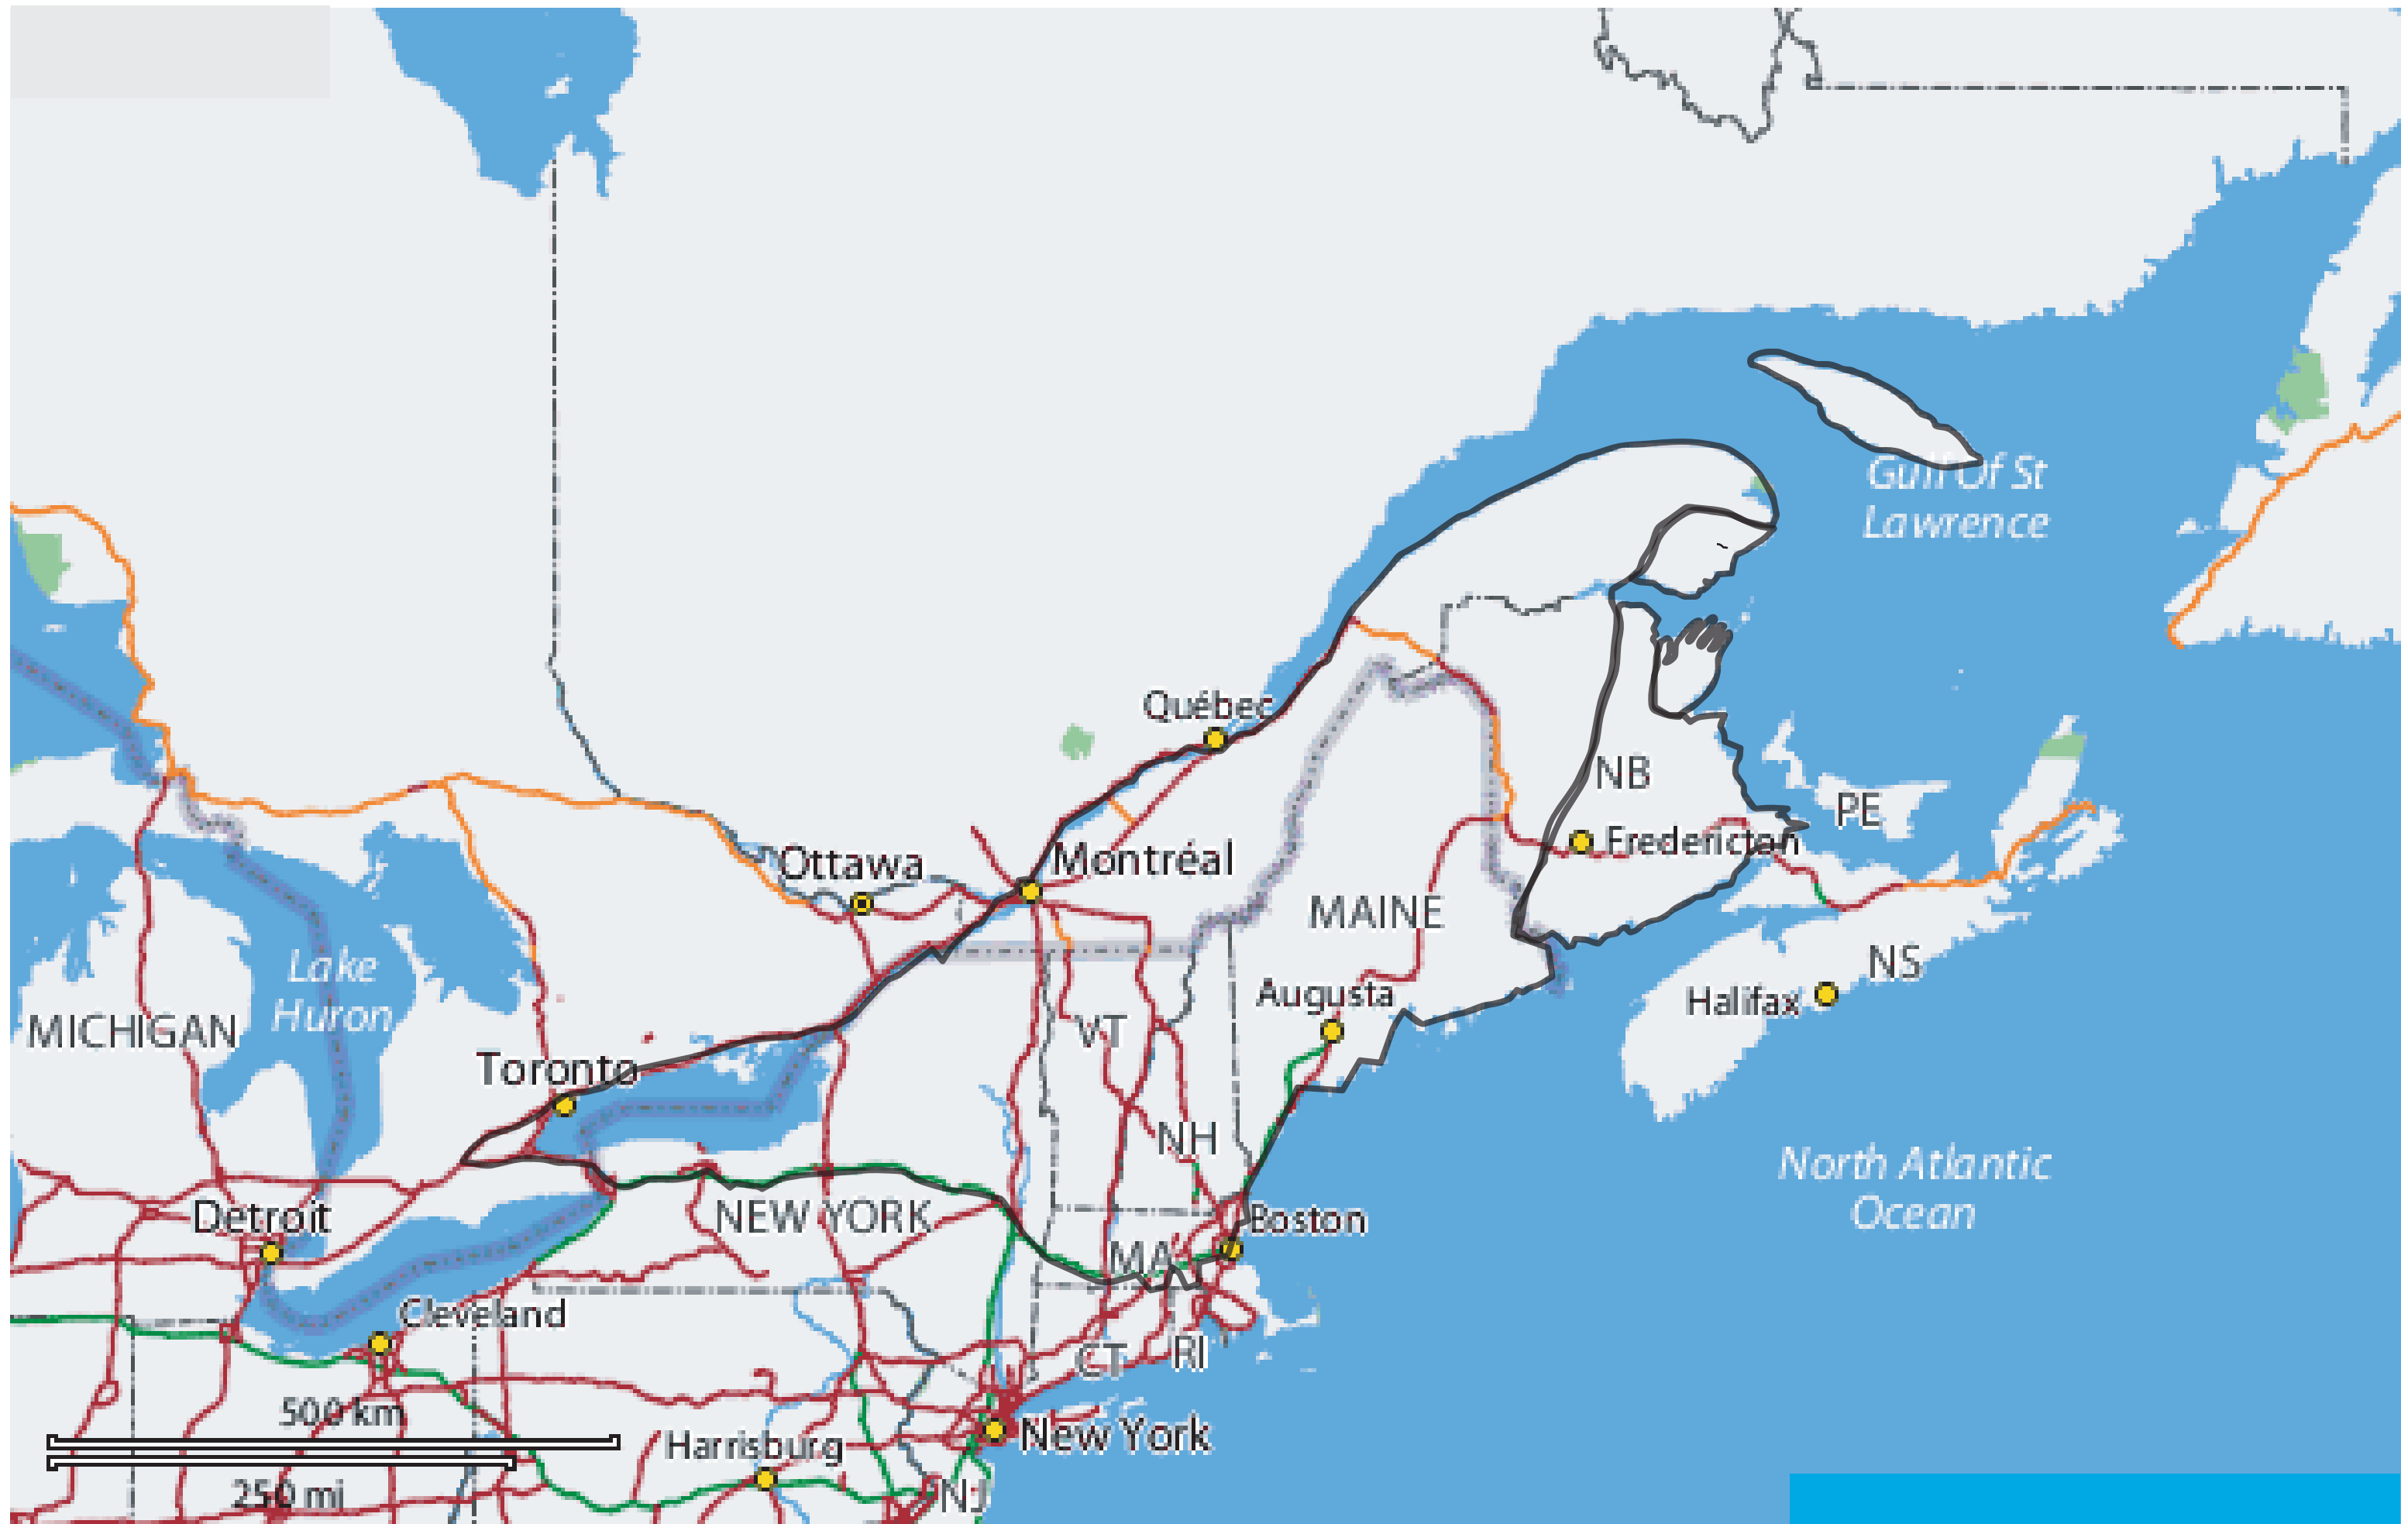 Gulf Of St
Lawrence
Québec
NB
PE
Fredericton
Ottawa
Montréal
MAINE
Lake
Huron
NS
Augusta
Halifax
MICHIGAN
VT
Toronto
NH
North Atlantic
Ocean
Detroit
NEW YORK
Boston
MA
Cleveland
CT
RI
500 km
New York
Harrisburg
250 mi
NJ